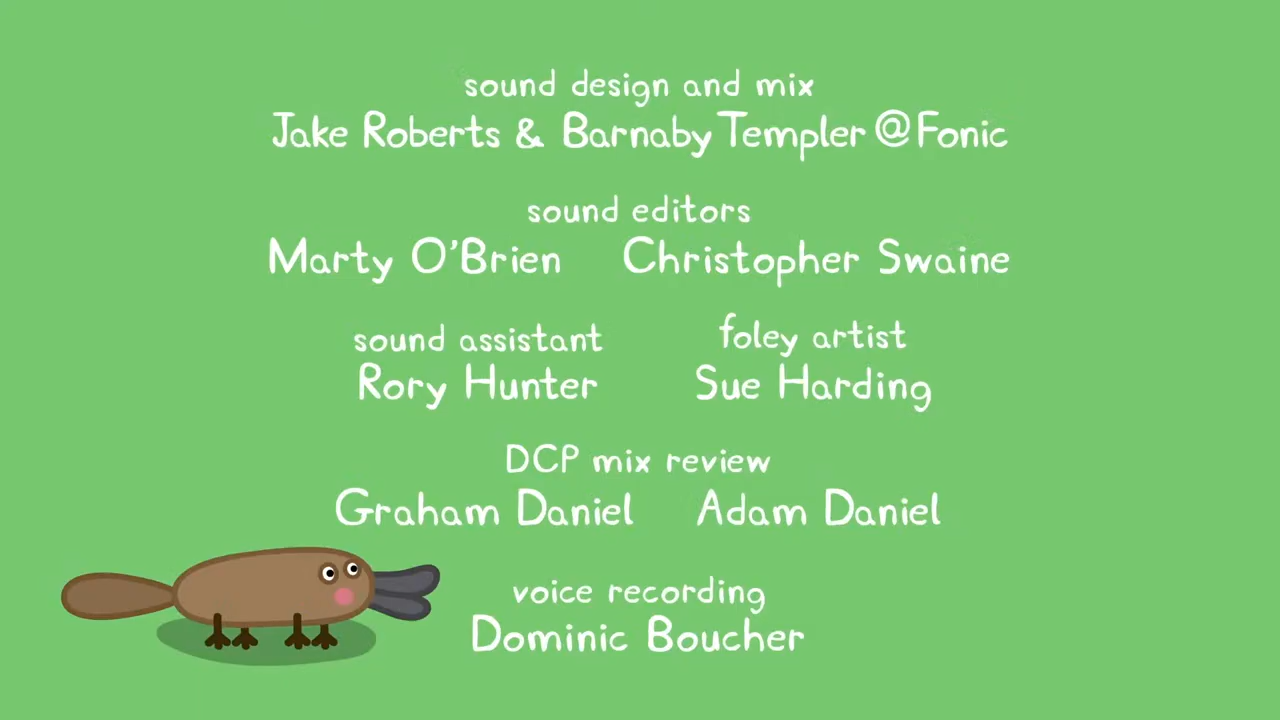 sound design and mix
Jake Roberts & Barnaby Templer @ Fonic
sound editors
Marty O'Brien Christopher Swaine
sound assistant foley artist
Rory Hunter Sue Harding
DCP mix review
Graham Daniel Adam Daniel
voice recording
Dominic Boucher